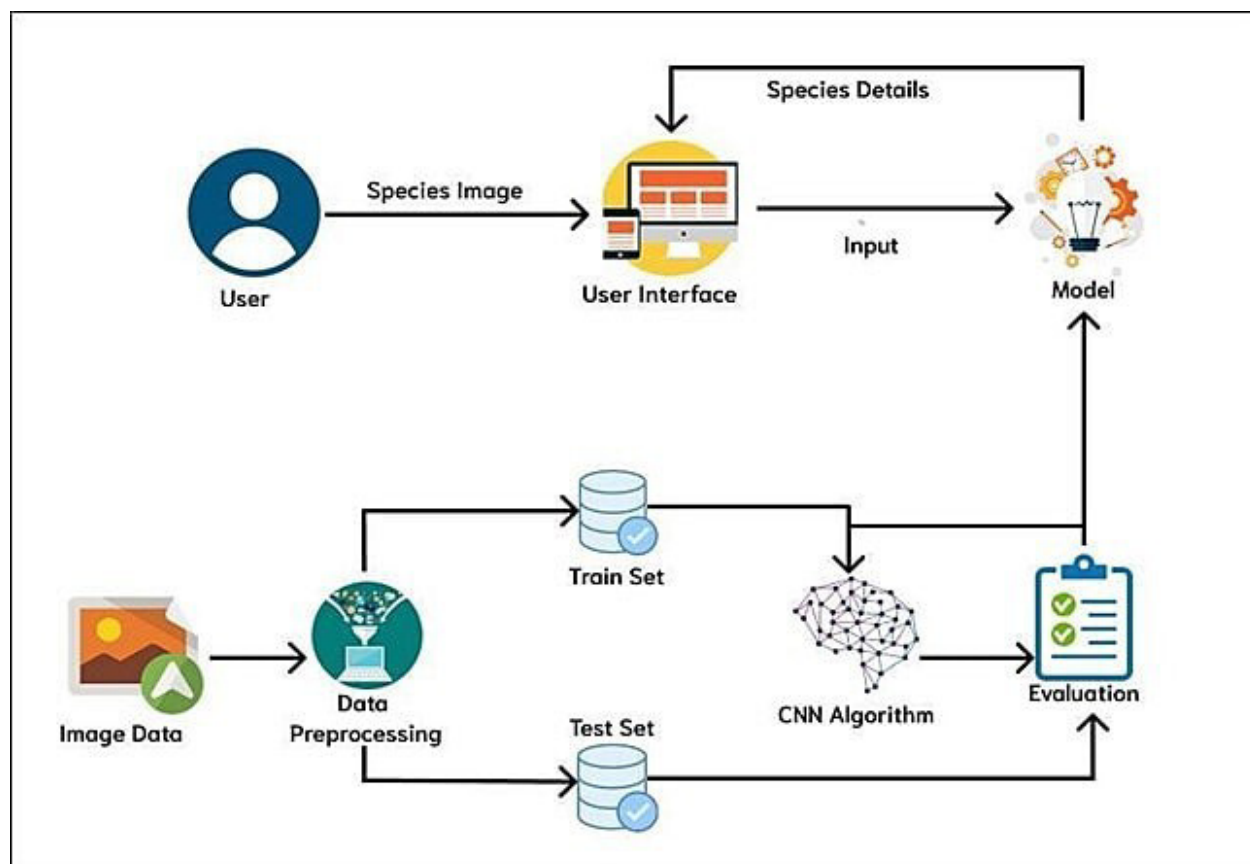 Species Details
Species Image
Input
User
User Interface
Model
Train Set
Image Data
Data
Preprocessing
Test Set
CNN Algorithm
Evaluation